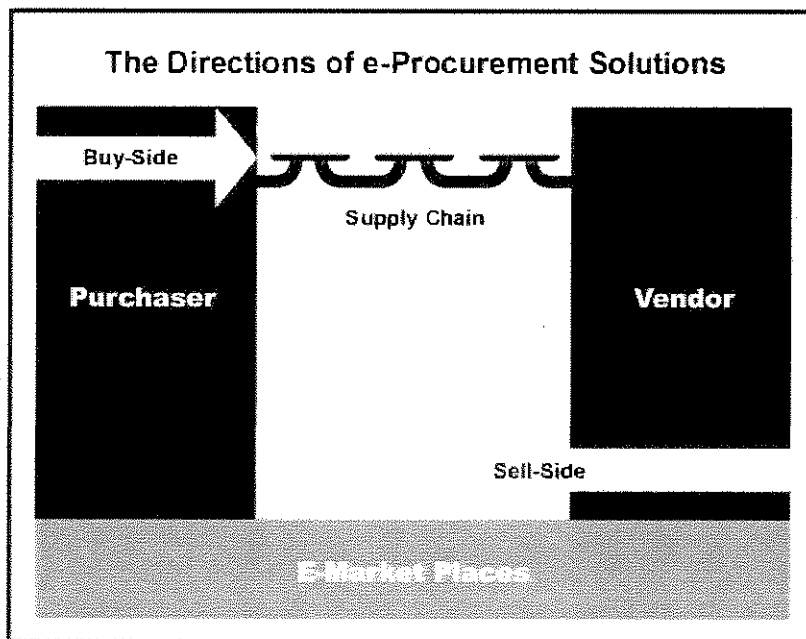 The Directions of e-Procurement Solutions
Buy-Side
Supply Chain
Purchaser
Vendor
Sell-Side
E-Market Places